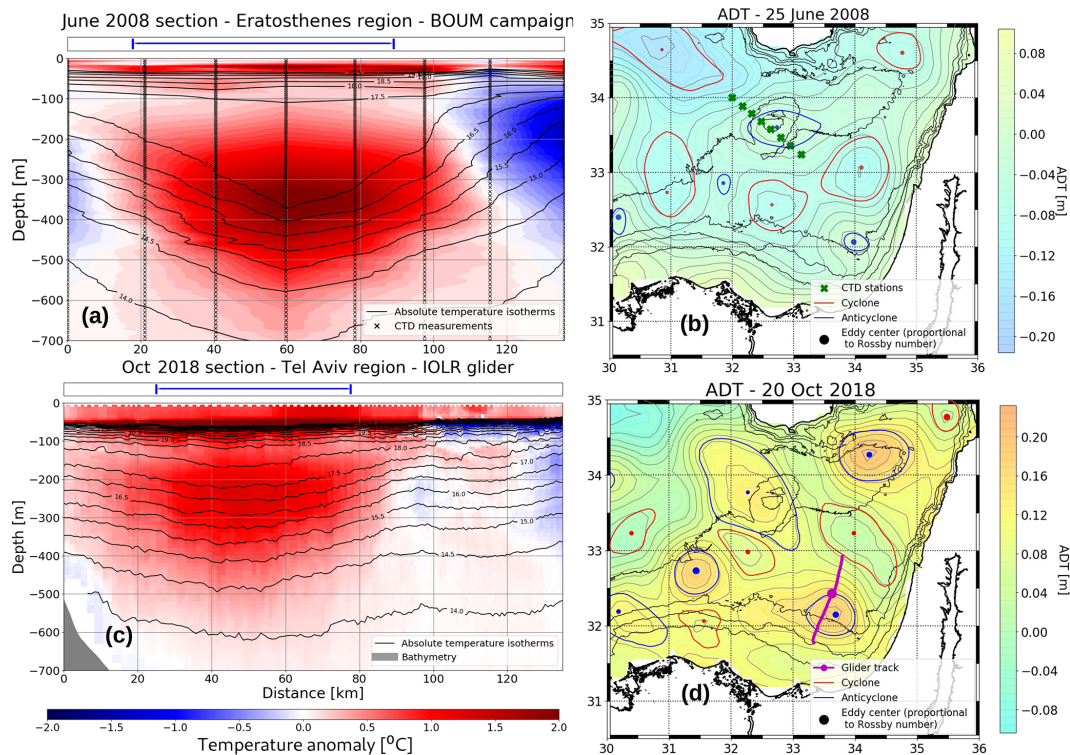 June 2008 section - Eratosthenes region - BOUM campaign
0
−100
−200
−300
−400
−500
−600
−700
Depth [m]
18.5
16.0
17.5
17.0
16.5
16.0
15.5
15.0
14.5
14.0
(a)
Absolute temperature isotherms
CTD measurements
0 20 40 60 80 100 120
ADT - 25 June 2008
35
34
33
32
31
30 31 32 33 34 35 36
(b)
CTD stations
Cyclone
Anticyclone
Eddy center (proportional
to Rossby number)
0.08
0.04
0.00
−0.04
−0.08
−0.12
−0.16
−0.20
ADT [m]
Oct 2018 section - Tel Aviv region - IOLR glider
0
−100
−200
−300
−400
−500
−600
−700
Depth [m]
19.0
18.5
18.0
17.5
17.0
16.5
16.0
15.5
15.0
14.5
14.0
(c)
Absolute temperature isotherms
Bathymetry
0 20 40 60 80 100 120
Distance [km]
−2.0 −1.5 −1.0 −0.5 0.0 0.5 1.0 1.5 2.0
Temperature anomaly [⁰C]
ADT - 20 Oct 2018
35
34
33
32
31
30 31 32 33 34 35 36
(d)
Glider track
Cyclone
Anticyclone
Eddy center (proportional
to Rossby number)
0.20
0.16
0.12
0.08
0.04
0.00
−0.04
−0.08
ADT [m]